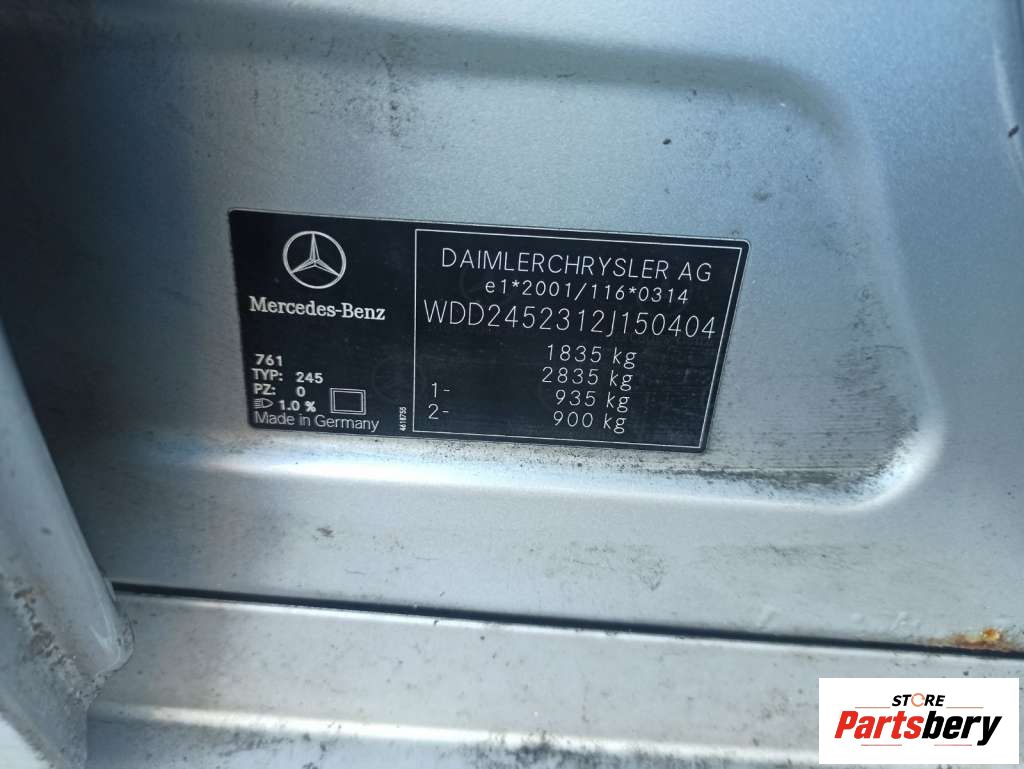 Mercedes-Benz
761
TYP: 245
PZ: 0
1.0 %
Made in Germany
4618755
DAIMLERCHRYSLER AG
e1*2001/116*0314
WDD2452312J150404
1835 kg
2835 kg
1- 935 kg
2- 900 kg
STORE
Partsbery